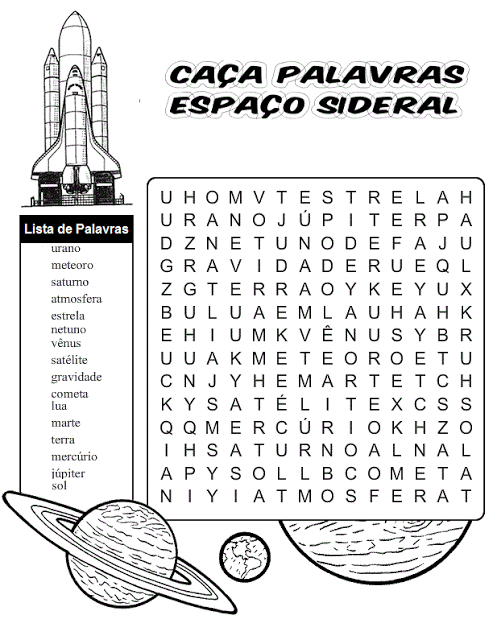 CAÇA PALAVRAS
ESPAÇO SIDERAL
Lista de Palavras
urano
meteoro
saturno
atmosfera
estrela
netuno
vênus
satélite
gravidade
cometa
lua
marte
terra
mercúrio
júpiter
sol
U H O M V T E S T R E L A H
U R A N O J Ú P I T E R P A
D Z N E T U N O D E F A J U
G R A V I D A D E R U E Q L
Z G T E R R A O Y K E Y U X
B U L U A E M L A U H A H K
E H I U M K V Ê N U S Y B R
U U A K M E T E O R O E T U
C N J Y H E M A R T E T C H
K Y S A T É L I T E X C S S
Q Q M E R C Ú R I O K H Z O
I H S A T U R N O A L N A L
A P Y S O L L B C O M E T A
N I Y I A T M O S F E R A T